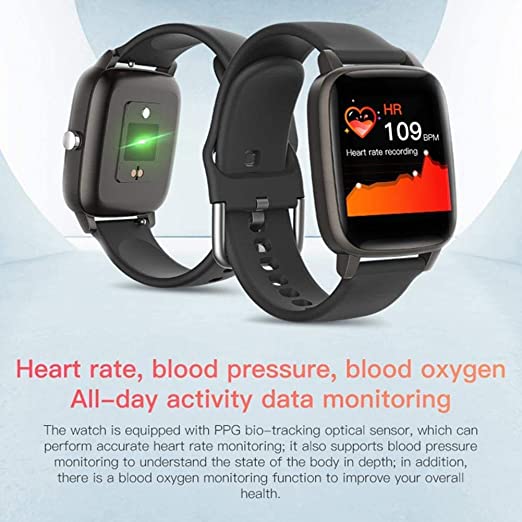 HR
109 BPM
Heart rate recording
Heart rate, blood pressure, blood oxygen
All-day activity data monitoring
The watch is equipped with PPG bio-tracking optical sensor, which can
perform accurate heart rate monitoring; it also supports blood pressure
monitoring to understand the state of the body in depth; in addition,
there is a blood oxygen monitoring function to improve your overall
health.